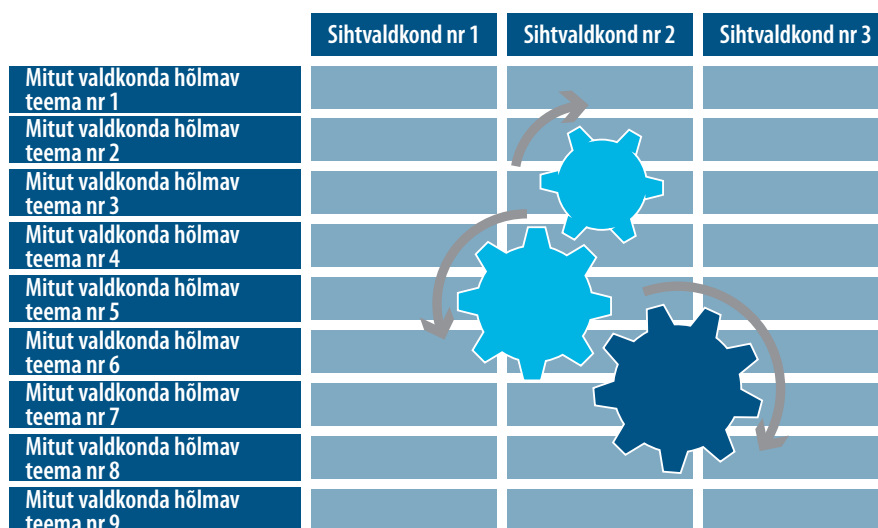 Sihtvaldkond nr 1 Sihtvaldkond nr 2 Sihtvaldkond nr 3
Mitut valdkonda hõlmav
teema nr 1
Mitut valdkonda hõlmav
teema nr 2
Mitut valdkonda hõlmav
teema nr 3
Mitut valdkonda hõlmav
teema nr 4
Mitut valdkonda hõlmav
teema nr 5
Mitut valdkonda hõlmav
teema nr 6
Mitut valdkonda hõlmav
teema nr 7
Mitut valdkonda hõlmav
teema nr 8
Mitut valdkonda hõlmav
teema nr 9